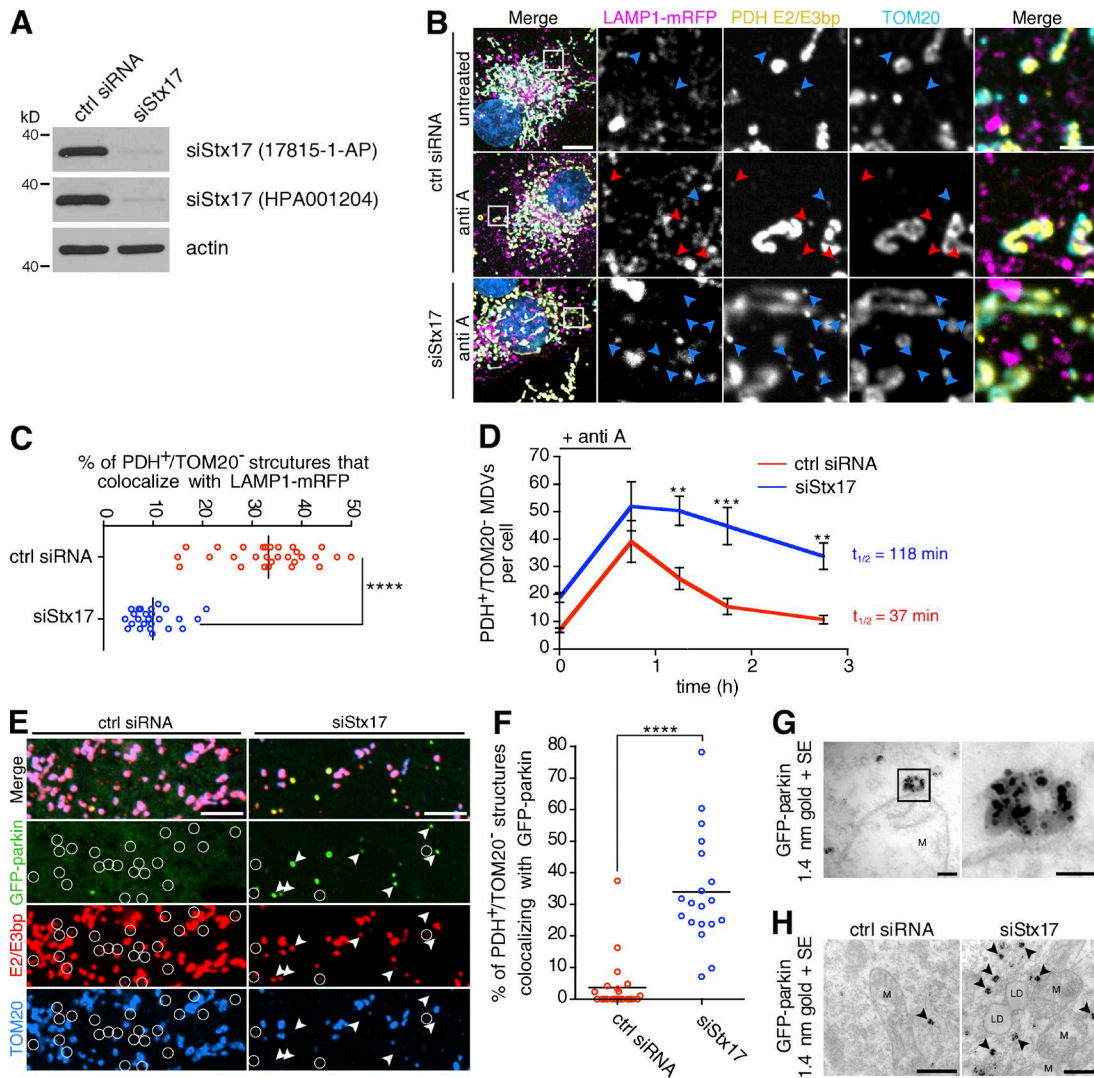 A
ctrl siRNA
siStx17
kD
40
siStx17 (17815-1-AP)
40
siStx17 (HPA001204)
actin
40
B
Merge
LAMP1-mRFP
PDH E2/E3bp
TOM20
Merge
ctrl siRNA
untreated
anti A
siStx17
anti A
C
% of PDH+/TOM20- strcutures that
colocalize with LAMP1-mRFP
0 10 20 30 40 50
ctrl siRNA
siStx17
****
D
+ anti A
ctrl siRNA
siStx17
PDH+/TOM20- MDVs
per cell
70
60
50
40
30
20
10
0
** *** **
t1/2 = 118 min
t1/2 = 37 min
0 1 2 3
time (h)
E
ctrl siRNA
siStx17
Merge
GFP-parkin
E2/E3bp
TOM20
F
% of PDH+/TOM20- structures
colocalizing with GFP-parkin
80
70
60
50
40
30
20
10
0
****
ctrl siRNA
siStx17
G
GFP-parkin
1.4 nm gold + SE
M
H
GFP-parkin
1.4 nm gold + SE
ctrl siRNA
siStx17
M
M
LD
M
LD
M
M